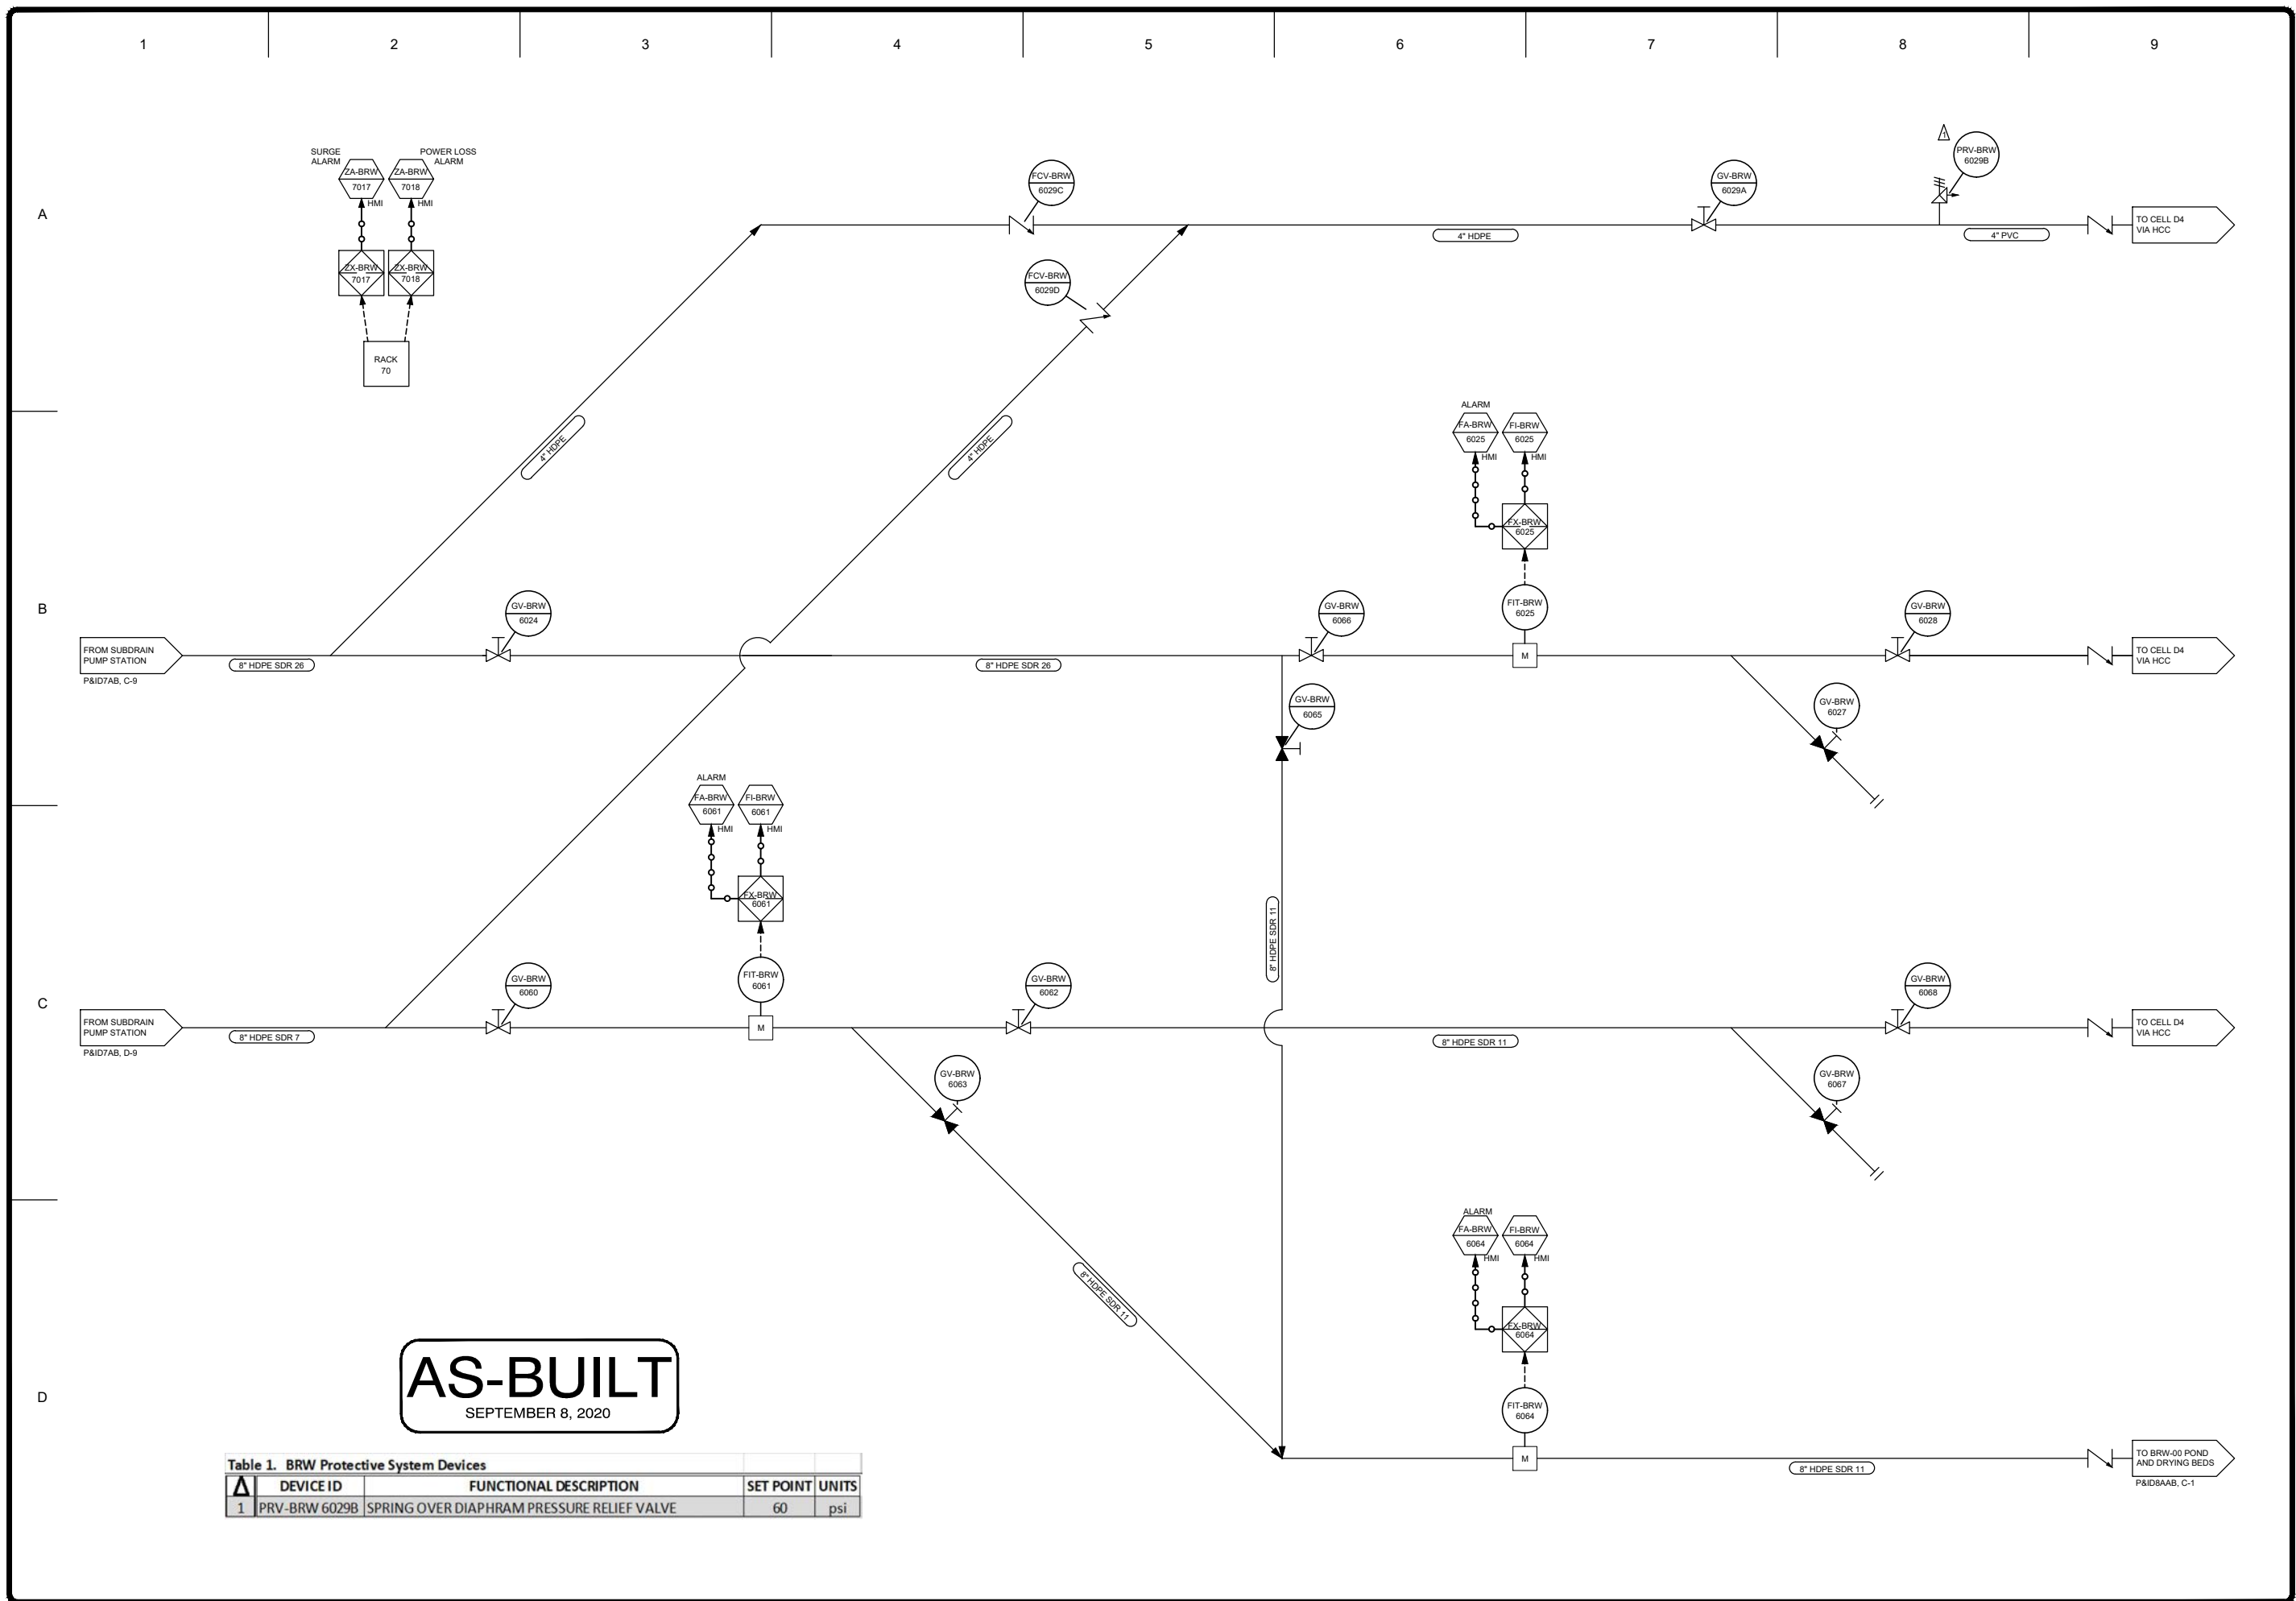 1 2 3 4 5 6 7 8 9
A
B
C
D
SURGE
ALARM
POWER LOSS
ALARM
ZA-BRW
7017
HMI
ZA-BRW
7018
HMI
ZX-BRW
7017
ZX-BRW
7018
RACK
70
FCV-BRW
6029C
FCV-BRW
6029D
GV-BRW
6029A
1
PRV-BRW
6029B
4" HDPE
4" PVC
TO CELL D4
VIA HCC
4" HDPE
4" HDPE
ALARM
FA-BRW
6025
HMI
FI-BRW
6025
HMI
FX-BRW
6025
FIT-BRW
6025
M
FROM SUBDRAIN
PUMP STATION
P&ID7AB, C-9
8" HDPE SDR 26
GV-BRW
6024
8" HDPE SDR 26
GV-BRW
6066
GV-BRW
6065
GV-BRW
6028
GV-BRW
6027
TO CELL D4
VIA HCC
ALARM
FA-BRW
6061
HMI
FI-BRW
6061
HMI
FX-BRW
6061
FIT-BRW
6061
M
8" HDPE SDR 11
FROM SUBDRAIN
PUMP STATION
P&ID7AB, D-9
8" HDPE SDR 7
GV-BRW
6060
GV-BRW
6062
GV-BRW
6063
8" HDPE SDR 11
GV-BRW
6068
GV-BRW
6067
TO CELL D4
VIA HCC
8" HDPE SDR 11
ALARM
FA-BRW
6064
HMI
FI-BRW
6064
HMI
FX-BRW
6064
FIT-BRW
6064
M
8" HDPE SDR 11
TO BRW-00 POND
AND DRYING BEDS
P&ID8AAB, C-1
AS-BUILT
SEPTEMBER 8, 2020
Table 1. BRW Protective System Devices
Δ DEVICE ID FUNCTIONAL DESCRIPTION SET POINT UNITS
1 PRV-BRW 6029B SPRING OVER DIAPHRAM PRESSURE RELIEF VALVE 60 psi